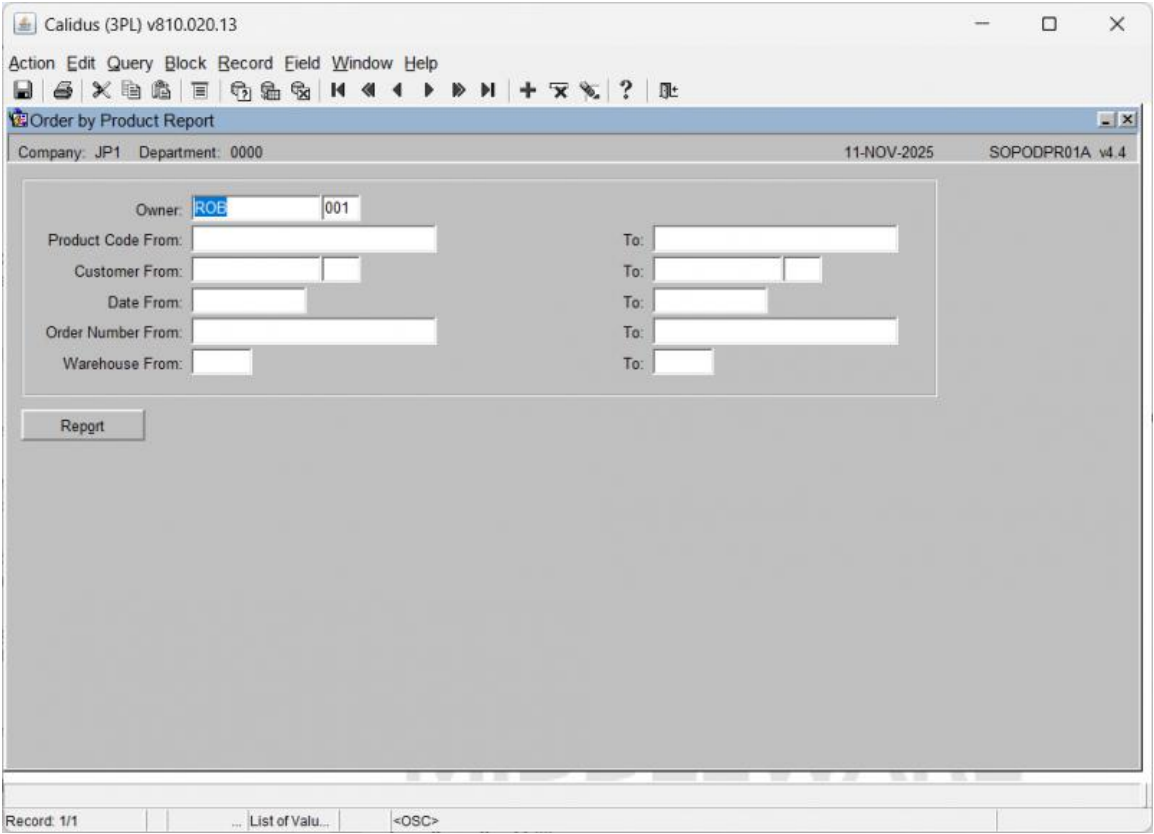 Calidus (3PL) v810.020.13
Action Edit Query Block Record Field Window Help
Order by Product Report
Company: JP1 Department: 0000 11-NOV-2025 SOPODPR01A v4.4
Owner: ROB 001
Product Code From: To:
Customer From: To:
Date From: To:
Order Number From: To:
Warehouse From: To:
Report
MIDDLEWARE
Record: 1/1 ... List of Valu... <OSC>